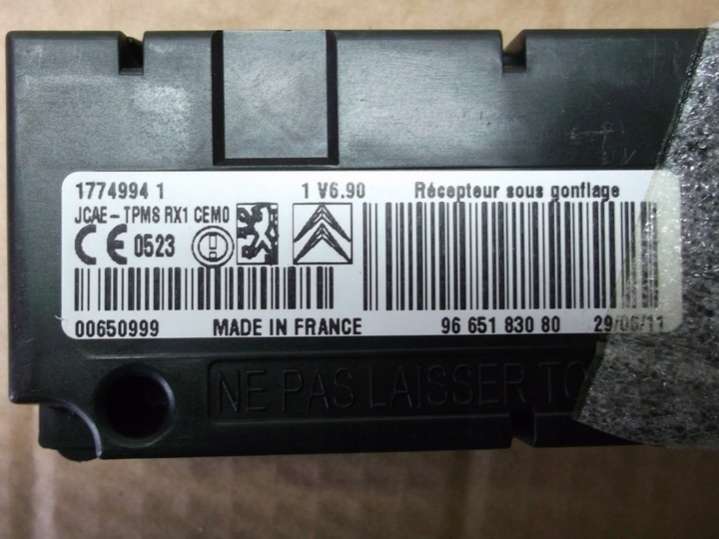 1774994 1 1 V6.90 Récepteur sous gonflage
JCAE-TPMS RX1 CEM0
CE 0523
00650999 MADE IN FRANCE 96 651 830 80 29/06/11
NE PAS LAISSER